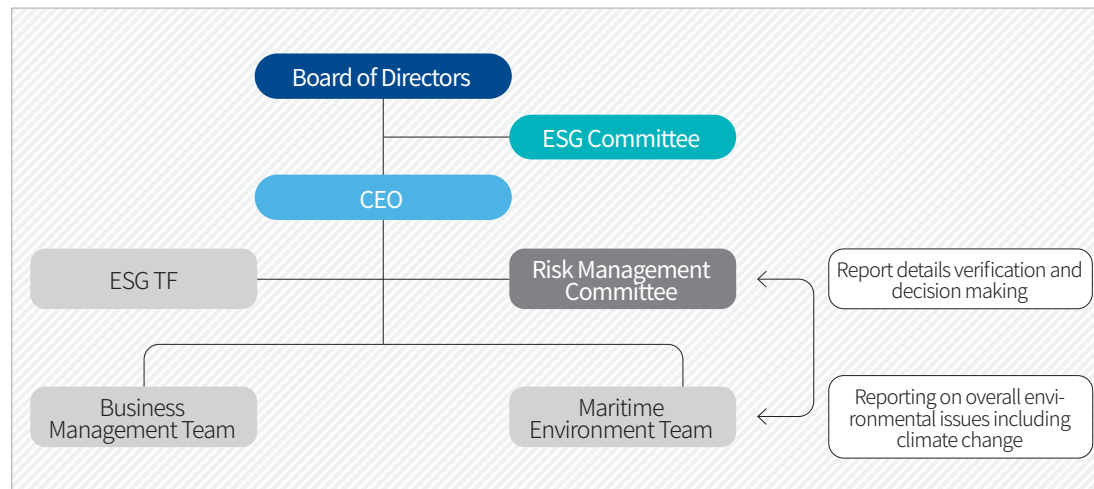 Board of Directors
ESG Committee
CEO
ESG TF
Risk Management
Committee
Report details verification and
decision making
Business
Management Team
Maritime
Environment Team
Reporting on overall envi-
ronmental issues including
climate change